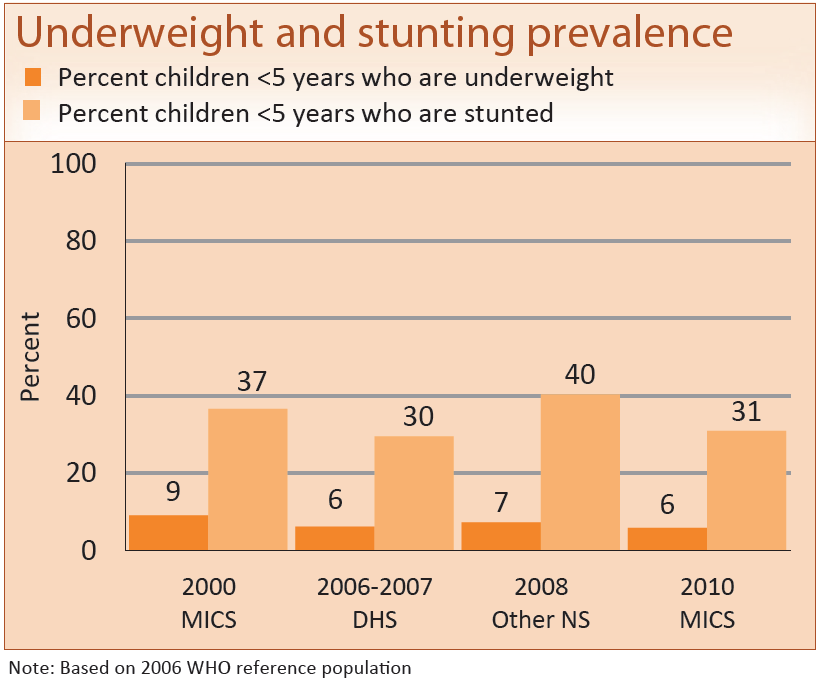 Underweight and stunting prevalence
Percent children <5 years who are underweight
Percent children <5 years who are stunted
100
80
60
40
20
0
Percent
37
40
30
31
9
6
7
6
2000
MICS
2006-2007
DHS
2008
Other NS
2010
MICS
Note: Based on 2006 WHO reference population